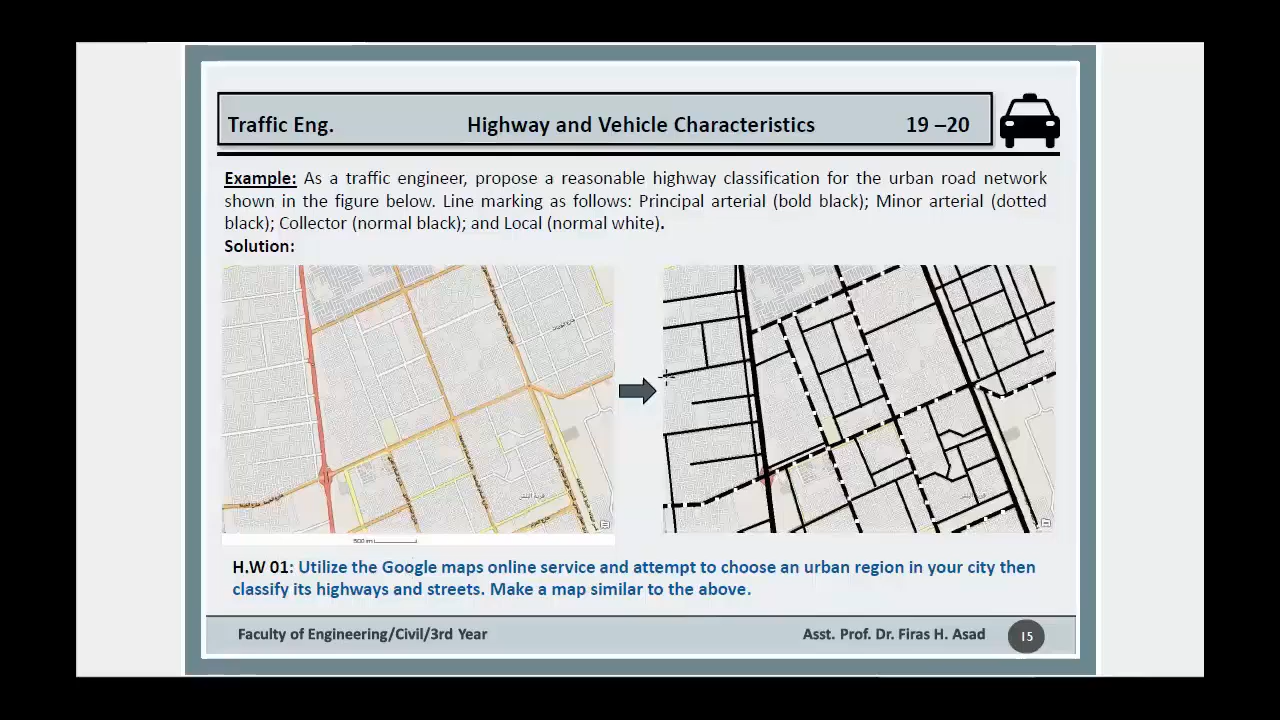 Traffic Eng. Highway and Vehicle Characteristics 19 –20
Example: As a traffic engineer, propose a reasonable highway classification for the urban road network
shown in the figure below. Line marking as follows: Principal arterial (bold black); Minor arterial (dotted
black); Collector (normal black); and Local (normal white).
Solution:
500 m
H.W 01: Utilize the Google maps online service and attempt to choose an urban region in your city then
classify its highways and streets. Make a map similar to the above.
Faculty of Engineering/Civil/3rd Year Asst. Prof. Dr. Firas H. Asad 15